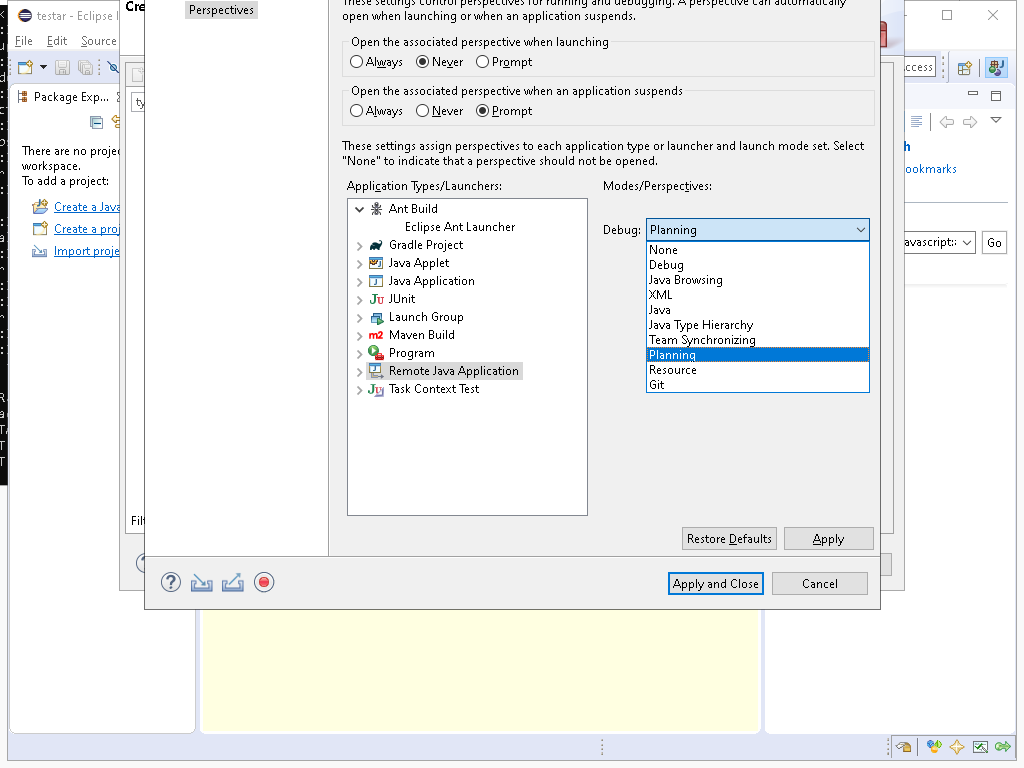 testar - Eclipse I
Cre
File Edit Source
Package Exp...
There are no proje
workspace.
To add a project:
Create a Java
Create a proj
Import proje
ty
Filt
Perspectives
These settings control perspectives for running and debugging. A perspective can automatically
open when launching or when an application suspends.
Open the associated perspective when launching
Always Never Prompt
Open the associated perspective when an application suspends
Always Never Prompt
These settings assign perspectives to each application type or launcher and launch mode set. Select
"None" to indicate that a perspective should not be opened.
Application Types/Launchers:
Modes/Perspectives:
Ant Build
Eclipse Ant Launcher
Gradle Project
Java Applet
Java Application
JUnit
Launch Group
Maven Build
Program
Remote Java Application
Task Context Test
Debug: Planning
None
Debug
Java Browsing
XML
Java
Java Type Hierarchy
Team Synchronizing
Planning
Resource
Git
Restore Defaults Apply
Apply and Close Cancel
ccess
h
ookmarks
avascript:: Go